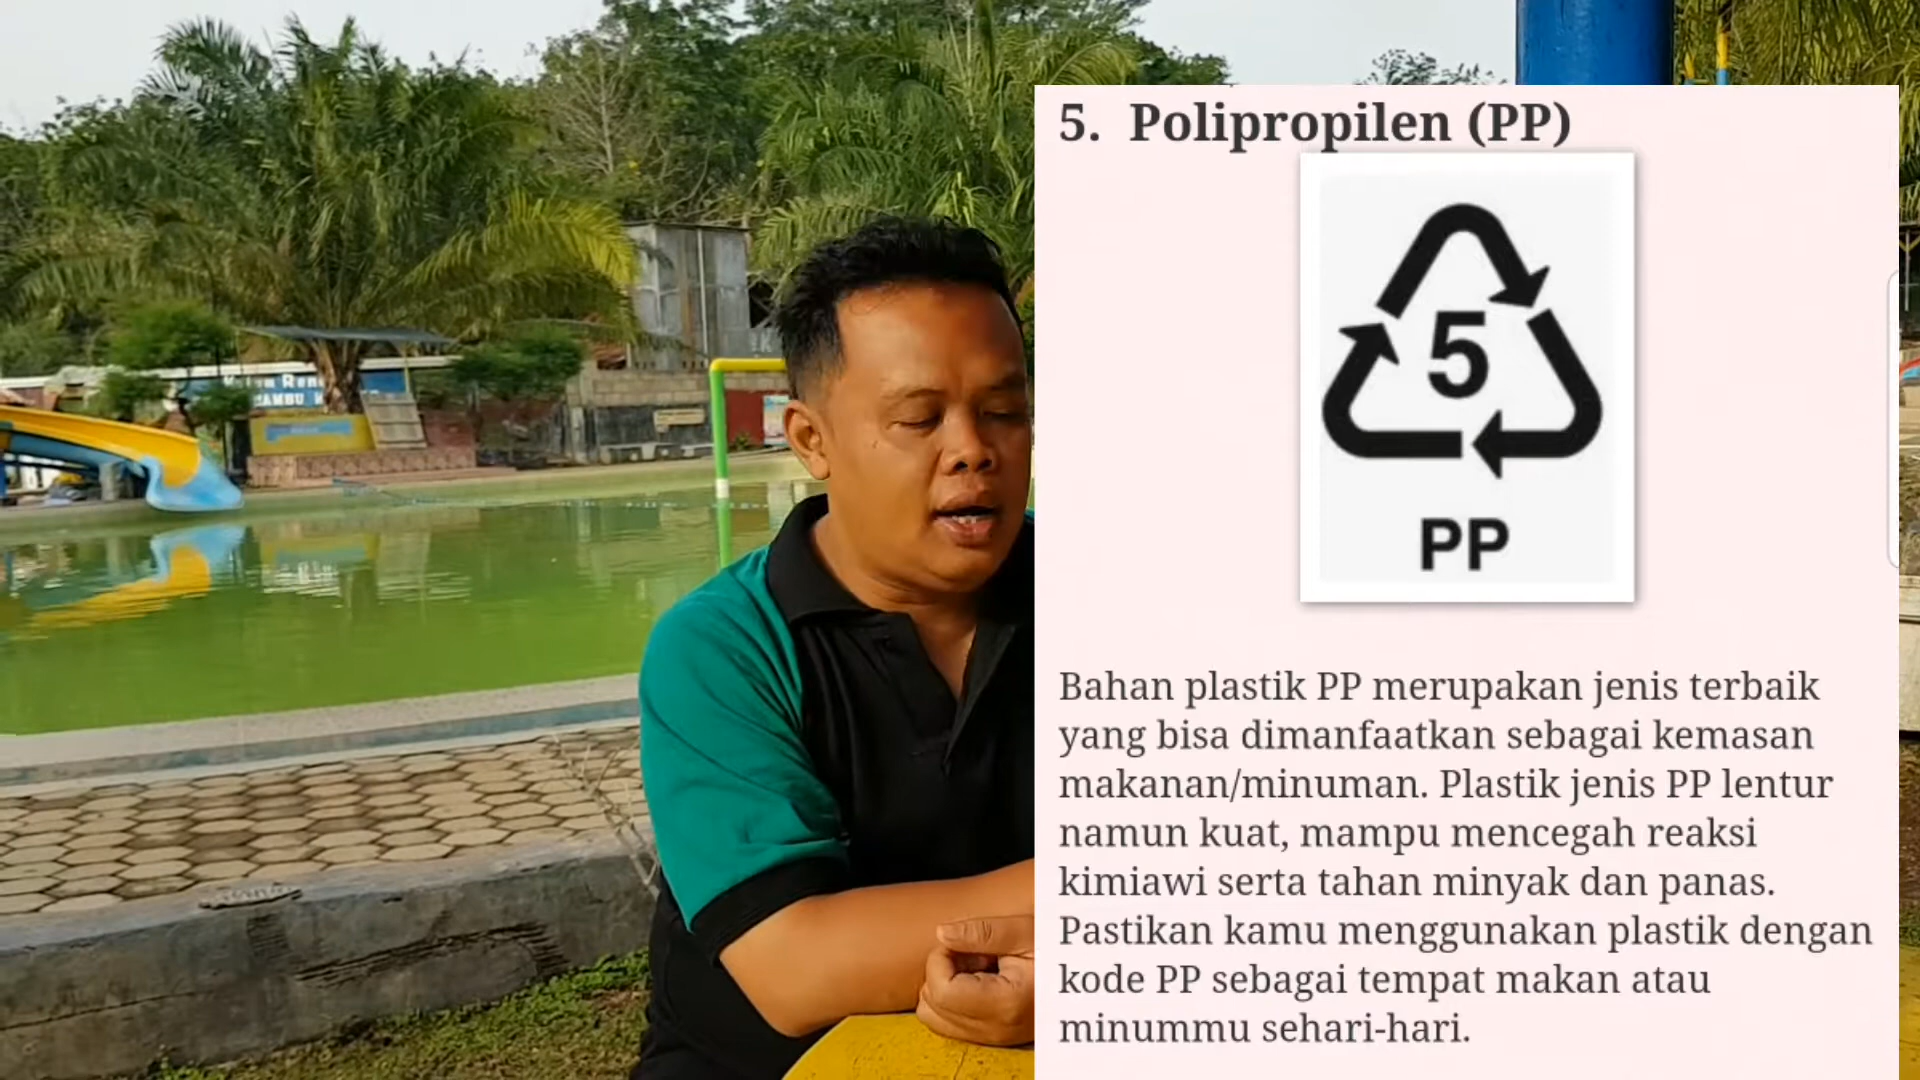 5. Polipropilen (PP)
5
PP
Bahan plastik PP merupakan jenis terbaik
yang bisa dimanfaatkan sebagai kemasan
makanan/minuman. Plastik jenis PP lentur
namun kuat, mampu mencegah reaksi
kimiawi serta tahan minyak dan panas.
Pastikan kamu menggunakan plastik dengan
kode PP sebagai tempat makan atau
minummu sehari-hari.